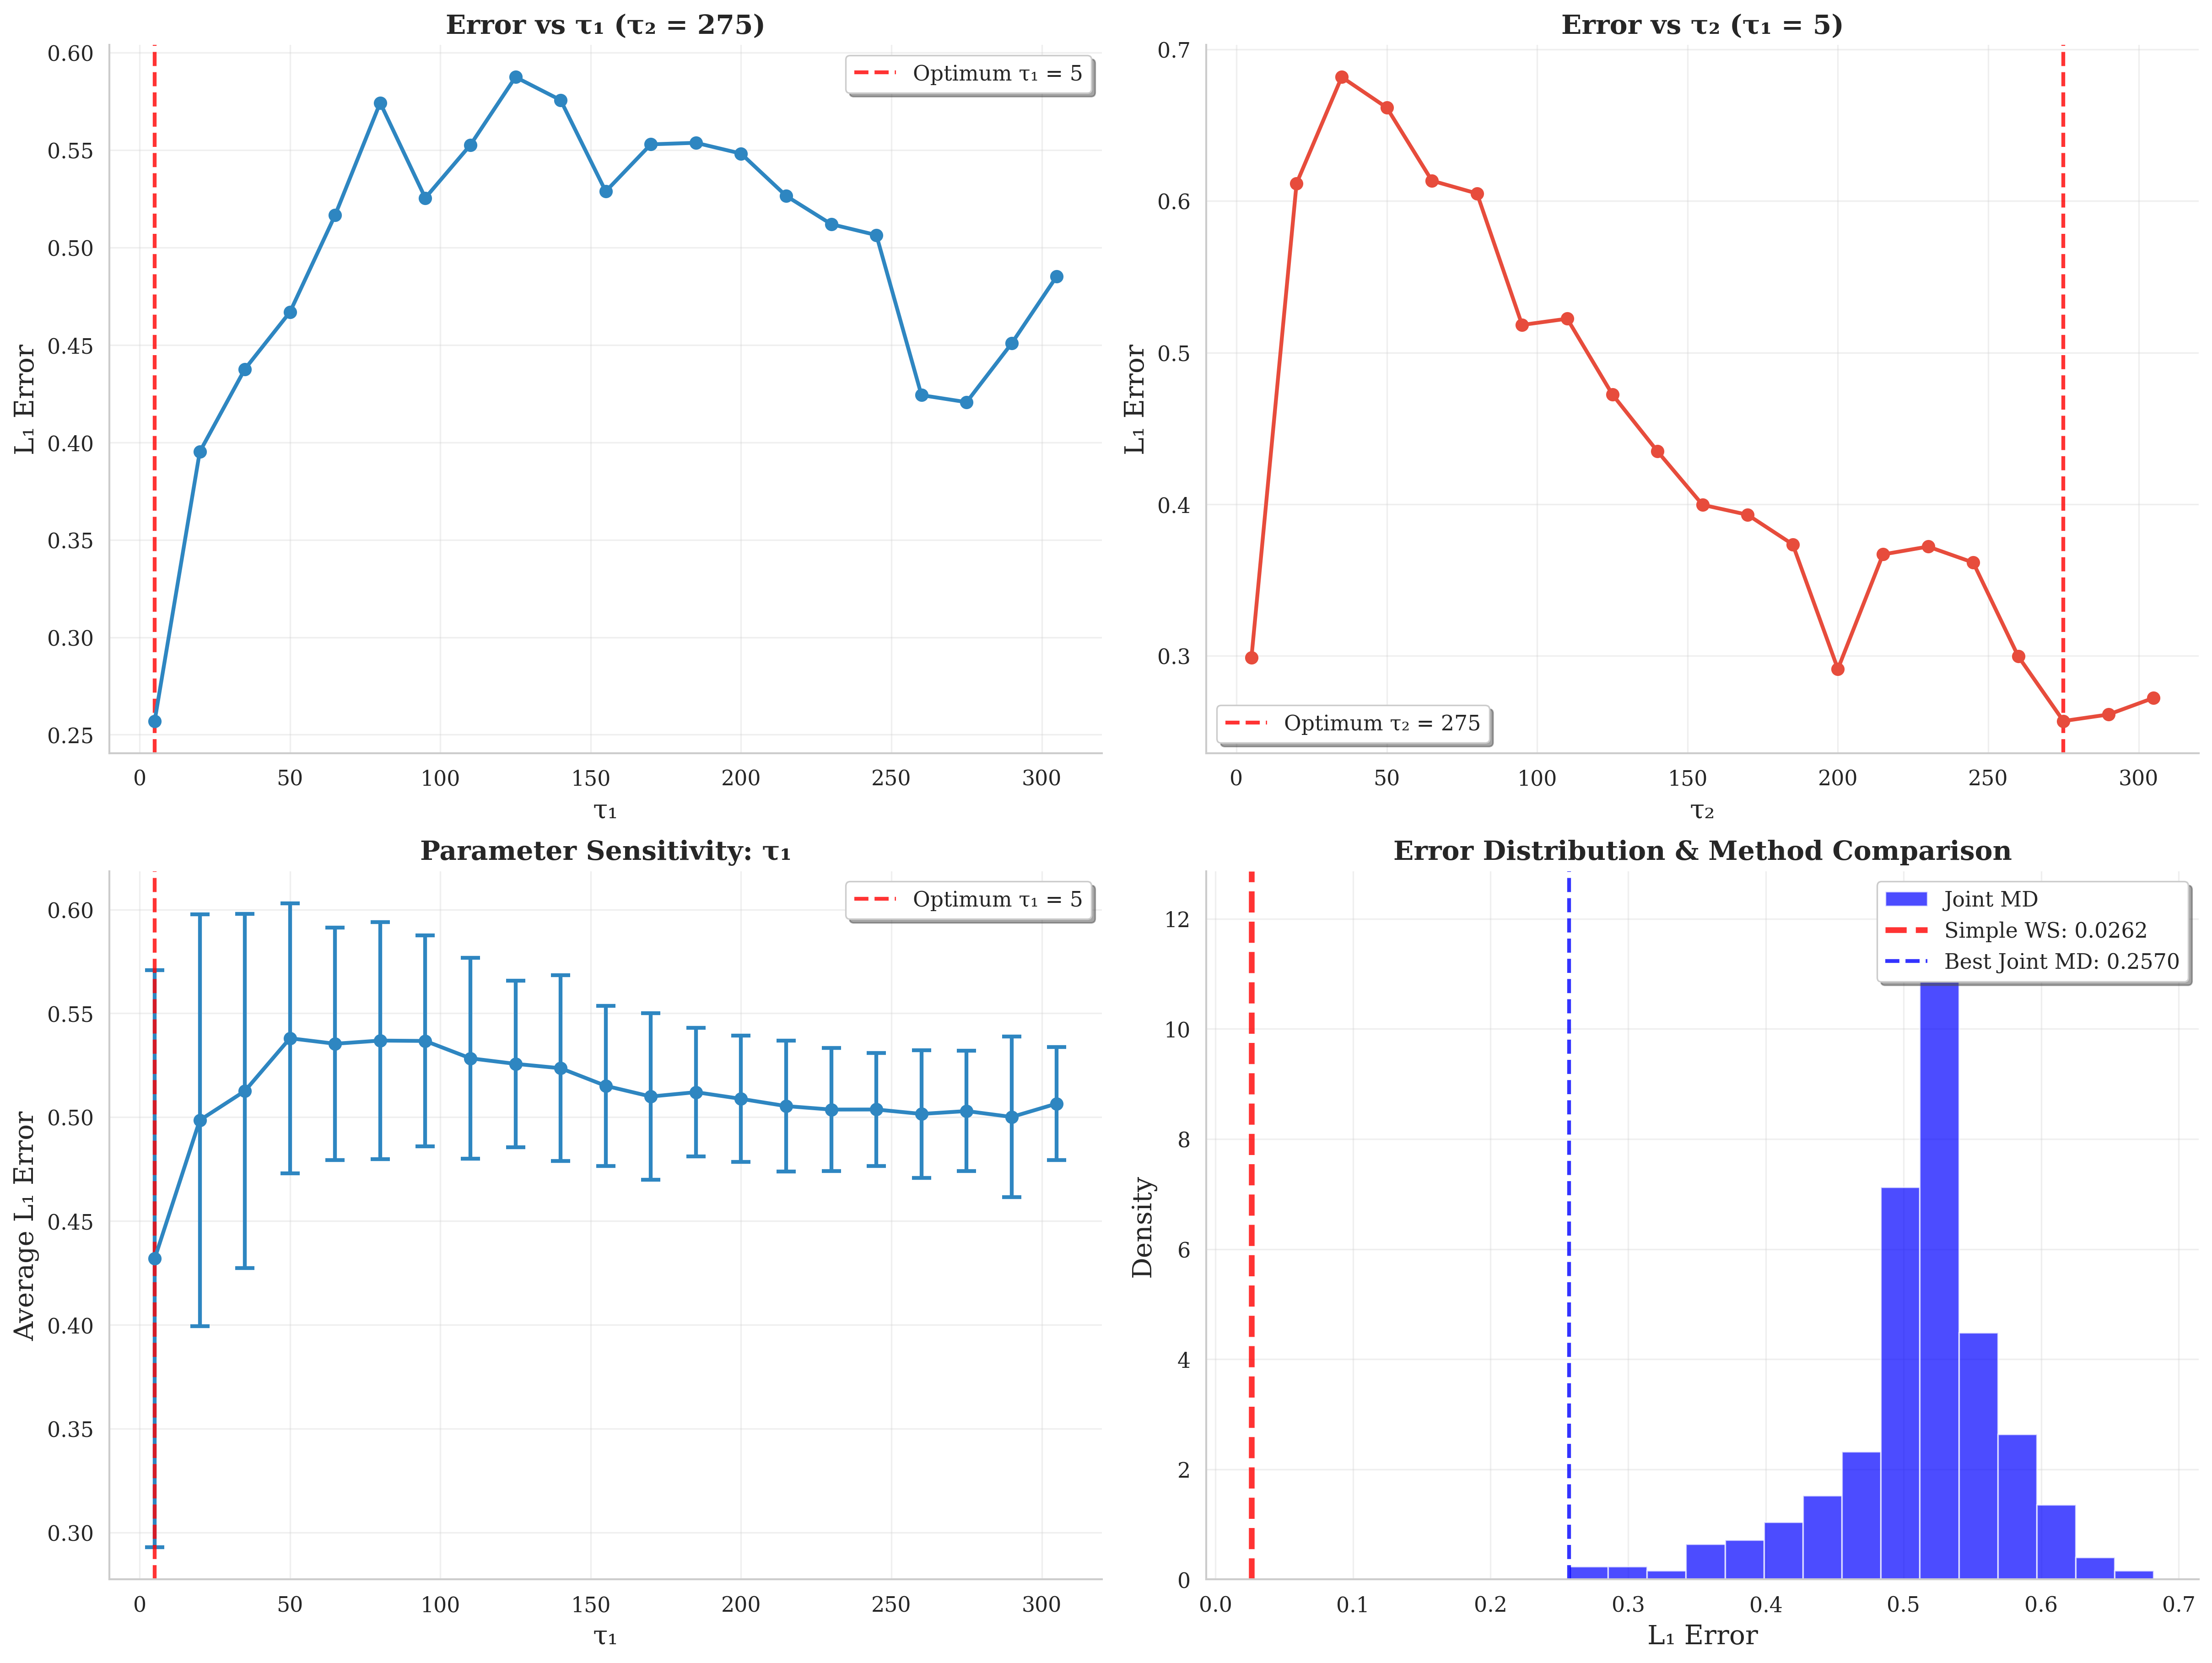 Error vs τ₁ (τ₂ = 275)
Optimum τ₁ = 5
0.60
0.55
0.50
0.45
0.40
0.35
0.30
0.25
L₁ Error
0 50 100 150 200 250 300
τ₁
Error vs τ₂ (τ₁ = 5)
0.7
0.6
0.5
0.4
0.3
L₁ Error
Optimum τ₂ = 275
0 50 100 150 200 250 300
τ₂
Parameter Sensitivity: τ₁
Optimum τ₁ = 5
0.60
0.55
0.50
0.45
0.40
0.35
0.30
Average L₁ Error
0 50 100 150 200 250 300
τ₁
Error Distribution & Method Comparison
Joint MD
Simple WS: 0.0262
Best Joint MD: 0.2570
12
10
8
6
4
2
0
Density
0.0 0.1 0.2 0.3 0.4 0.5 0.6 0.7
L₁ Error